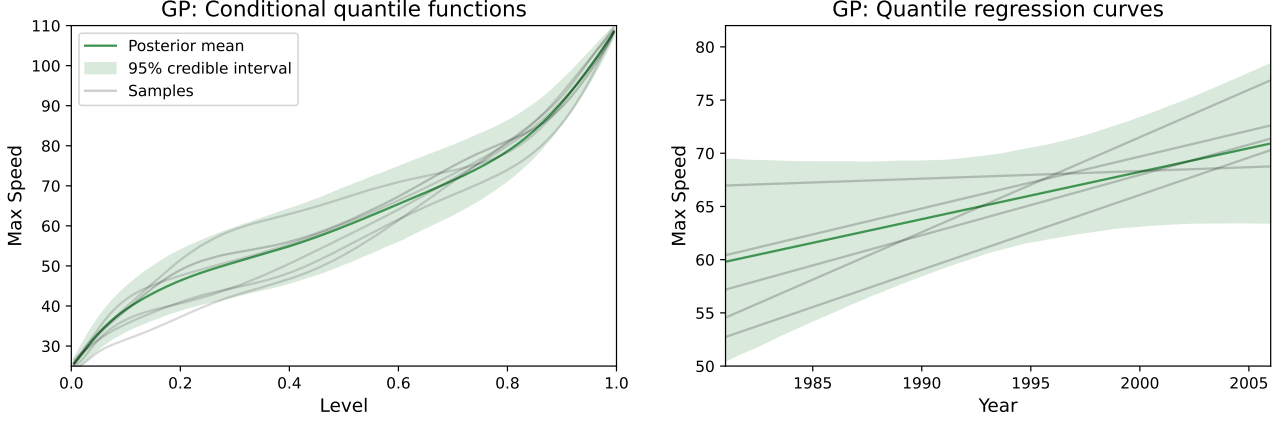 GP: Conditional quantile functions
110
100
90
80
70
60
50
40
30
Max Speed
Posterior mean
95% credible interval
Samples
0.0 0.2 0.4 0.6 0.8 1.0
Level
GP: Quantile regression curves
80
75
70
65
60
55
50
Max Speed
1985 1990 1995 2000 2005
Year